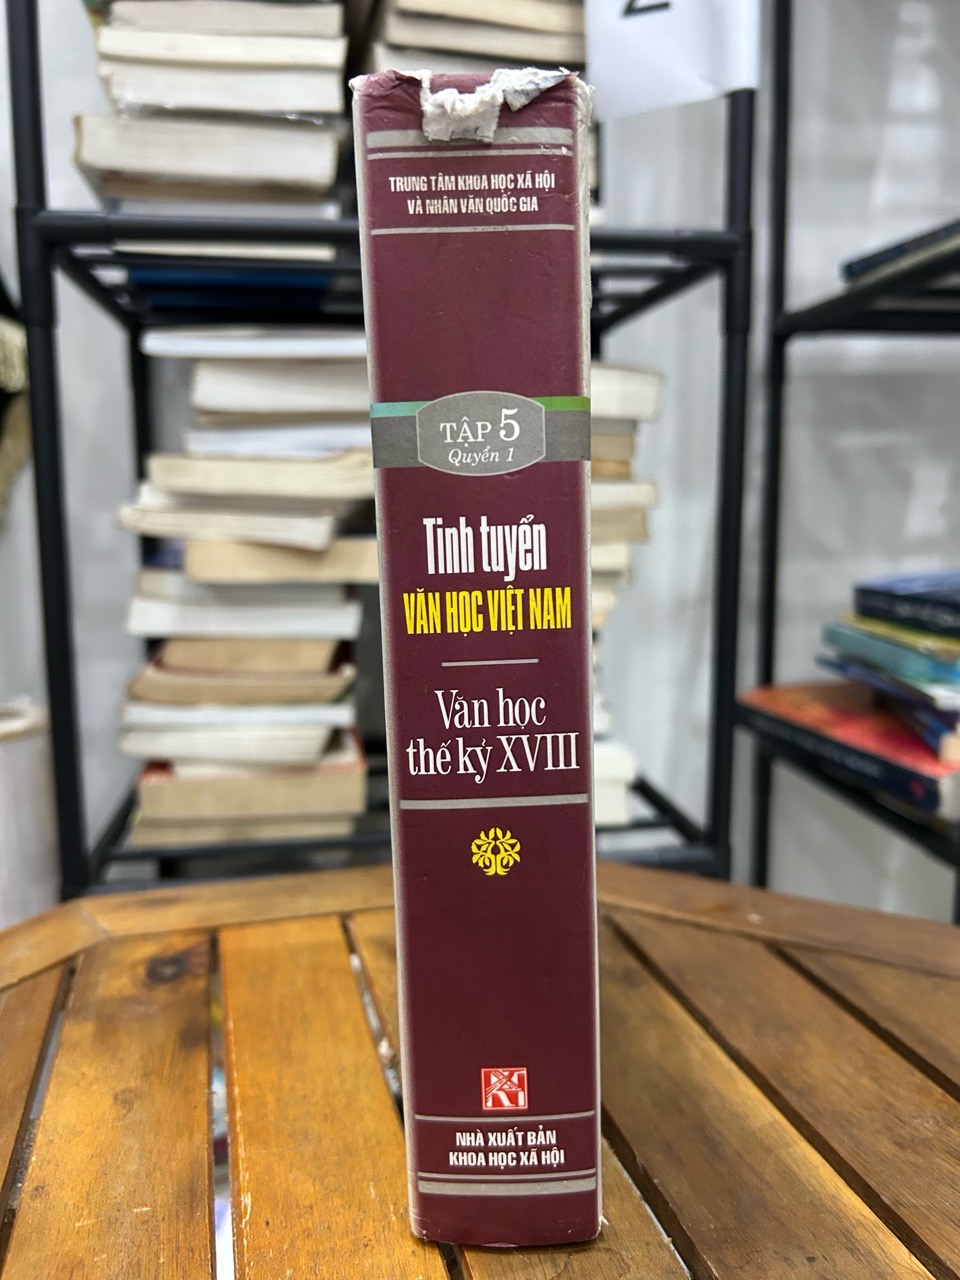 TRUNG TÂM KHOA HỌC XÃ HỘI
VÀ NHÂN VĂN QUỐC GIA
TẬP 5
Quyển 1
Tinh tuyển
VĂN HỌC VIỆT NAM
Văn học
thế kỷ XVIII
NHÀ XUẤT BẢN
KHOA HỌC XÃ HỘI